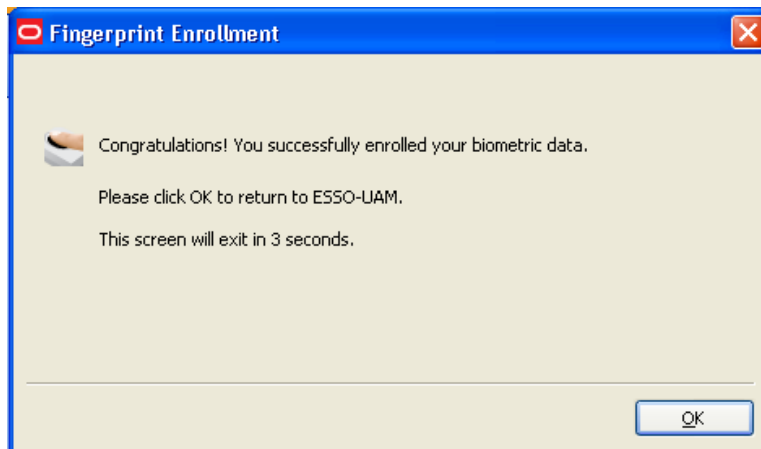 Fingerprint Enrollment
Congratulations! You successfully enrolled your biometric data.
Please click OK to return to ESSO-UAM.
This screen will exit in 3 seconds.
OK